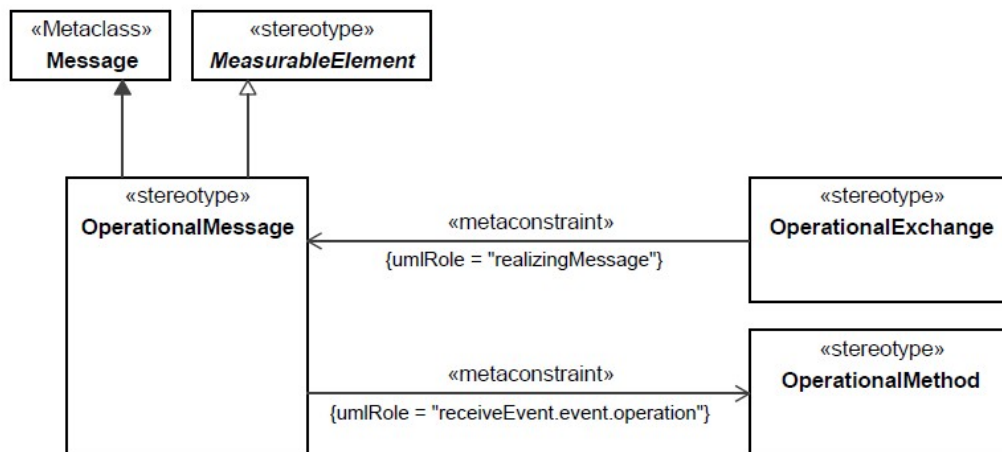 «Metaclass»
Message
«stereotype»
MeasurableElement
«stereotype»
OperationalMessage
«metaconstraint»
{umlRole = "realizingMessage"}
«stereotype»
OperationalExchange
«metaconstraint»
{umlRole = "receiveEvent.event.operation"}
«stereotype»
OperationalMethod